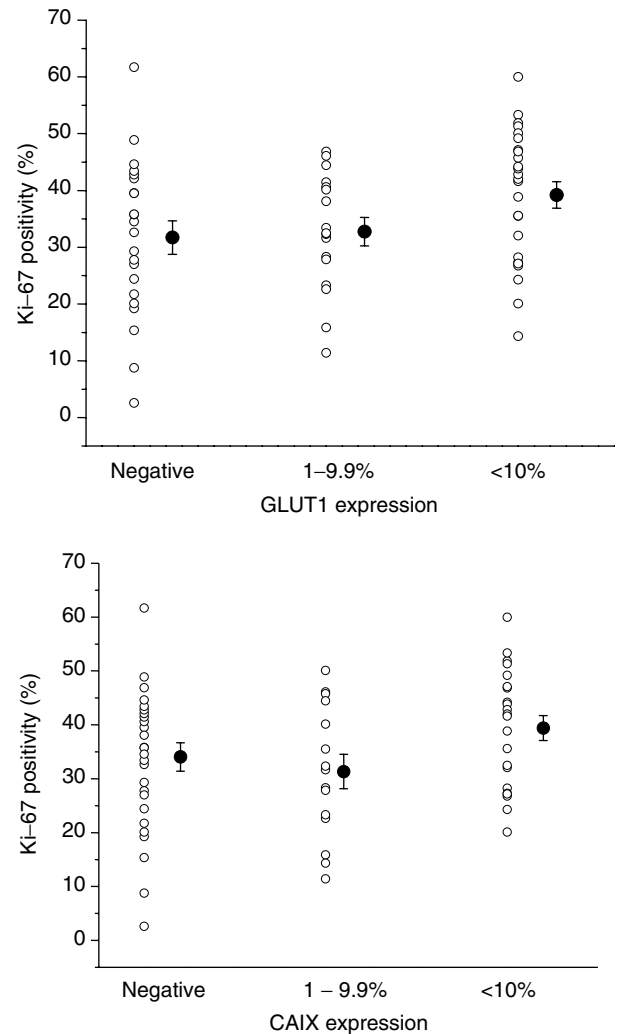 70
60
50
40
30
20
10
0
Ki–67 positivity (%)
Negative 1–9.9% <10%
GLUT1 expression
70
60
50
40
30
20
10
0
Ki–67 positivity (%)
Negative 1 – 9.9% <10%
CAIX expression